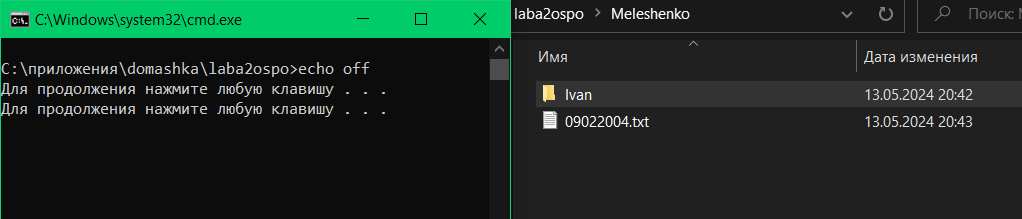 C:\Windows\system32\cmd.exe
C:\приложения\domashka\laba2ospo>echo off
Для продолжения нажмите любую клавишу . . .
Для продолжения нажмите любую клавишу . . .
laba2ospo > Meleshenko
Поиск:
Имя Дата изменения
Ivan 13.05.2024 20:42
09022004.txt 13.05.2024 20:43